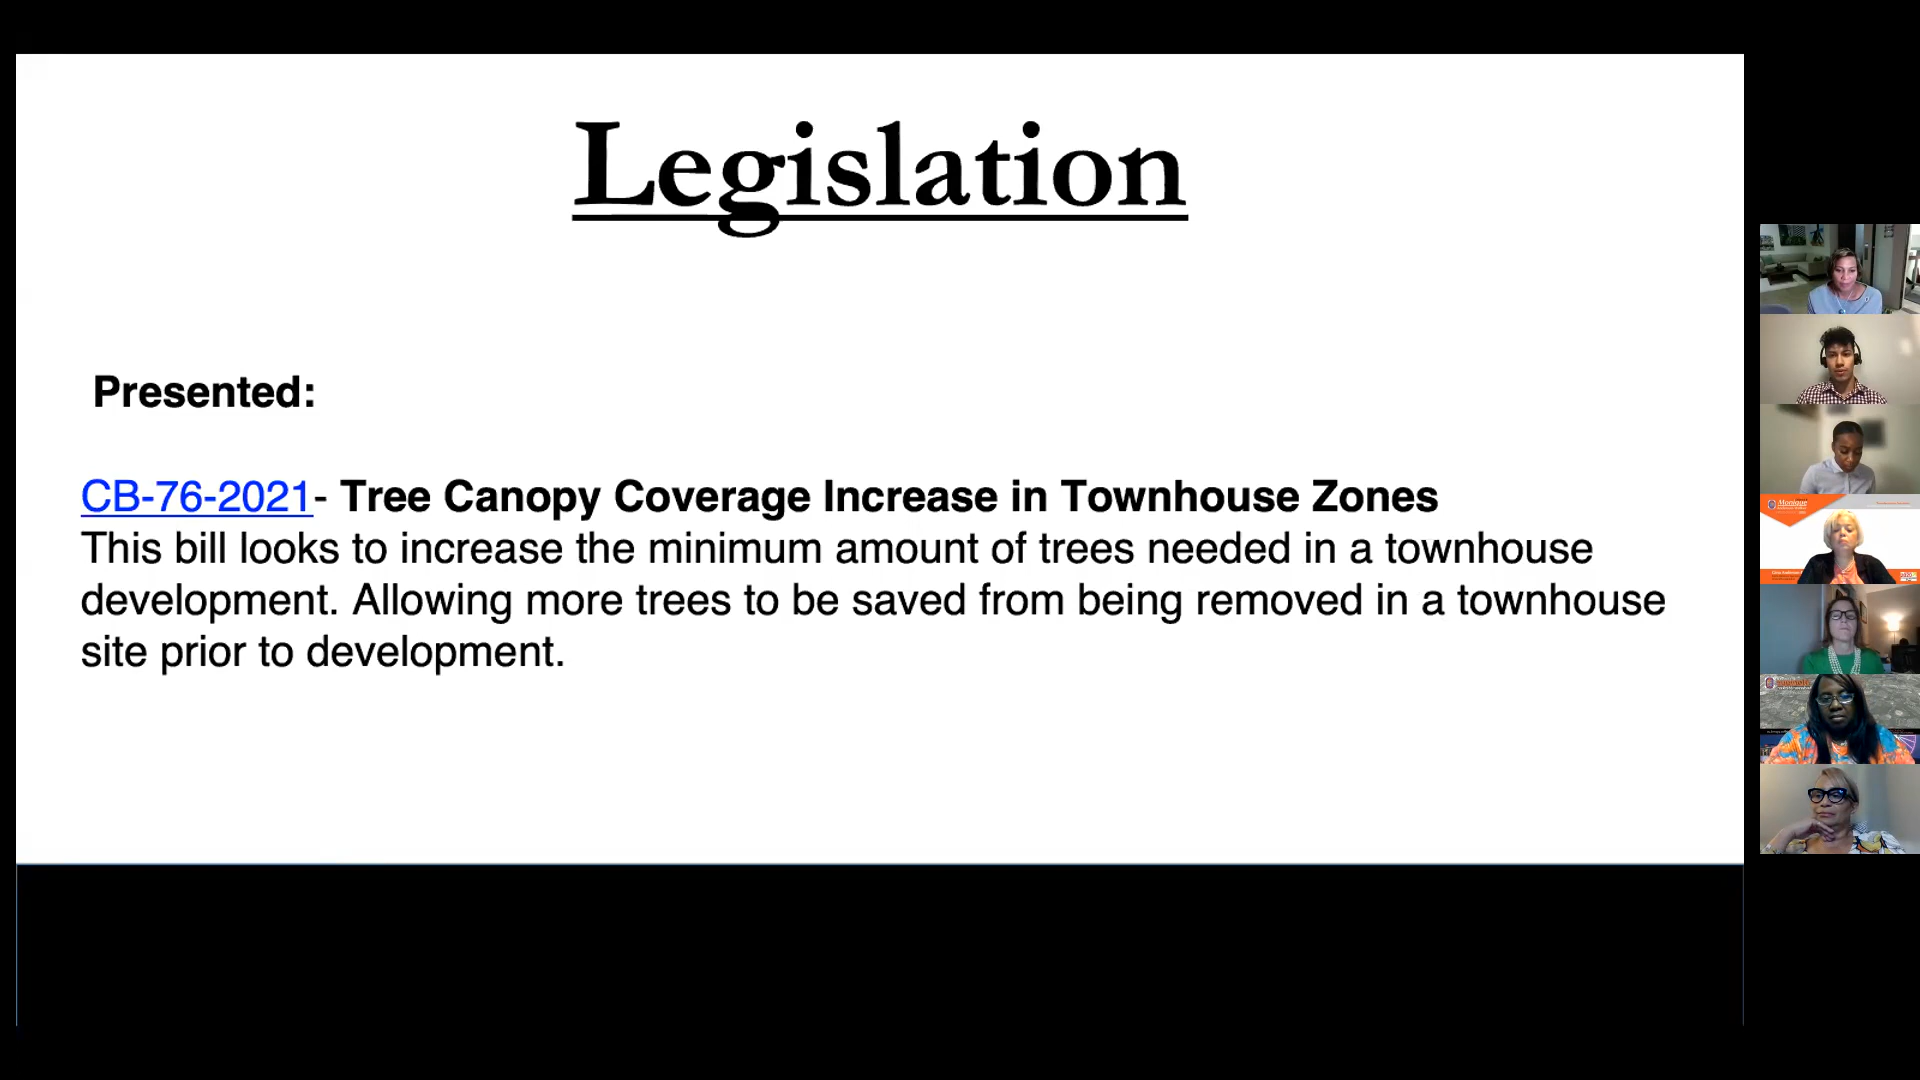 Legislation
Presented:
CB-76-2021- Tree Canopy Coverage Increase in Townhouse Zones
This bill looks to increase the minimum amount of trees needed in a townhouse
development. Allowing more trees to be saved from being removed in a townhouse
site prior to development.
Monique